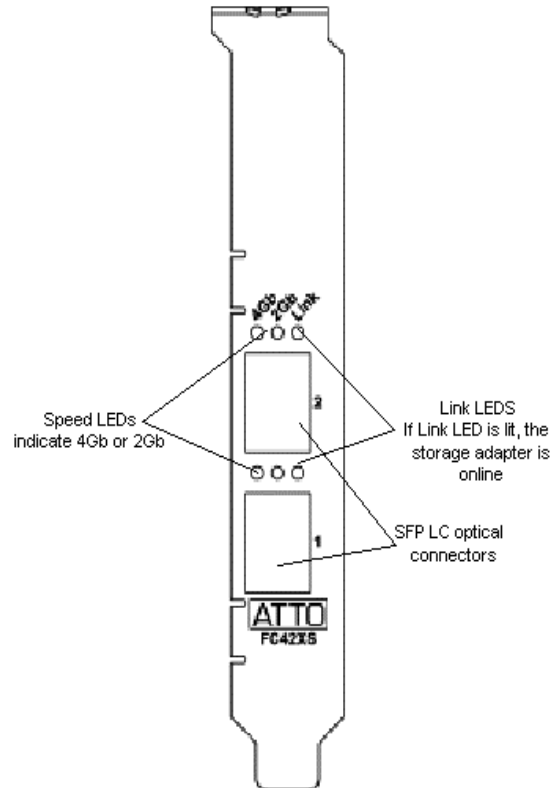 4Gb 2Gb Link
2
Speed LEDs
indicate 4Gb or 2Gb
Link LEDS
If Link LED is lit, the
storage adapter is
online
SFP LC optical
connectors
1
ATTO
FC42XS